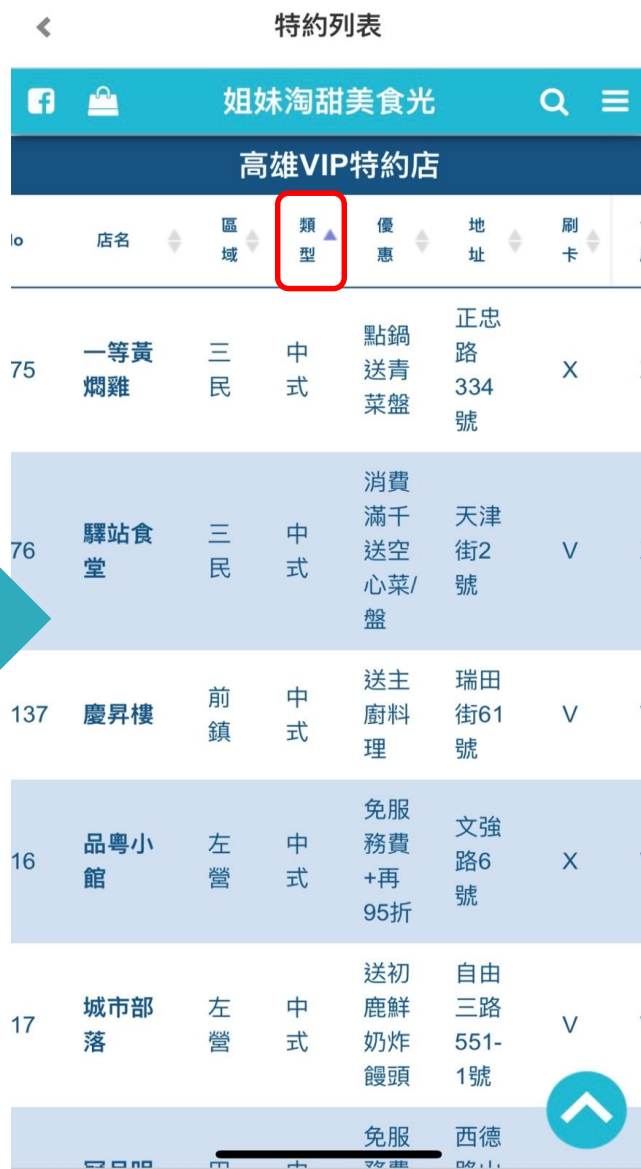 特約列表
姐妹淘甜美食光
高雄VIP特約店
店名 區域 類型 優惠 地址 刷卡
75 一等黃燜雞 三民 中式 點鍋送青菜盤 正忠路334號 X
76 驛站食堂 三民 中式 消費滿千送空心菜/盤 天津街2號 V
137 慶昇樓 前鎮 中式 送主廚料理 瑞田街61號 V
16 品粵小館 左營 中式 免服務費+再95折 文強路6號 X
17 城市部落 左營 中式 送初鹿鮮奶炸饅頭 自由三路551-1號 V
免服 西德